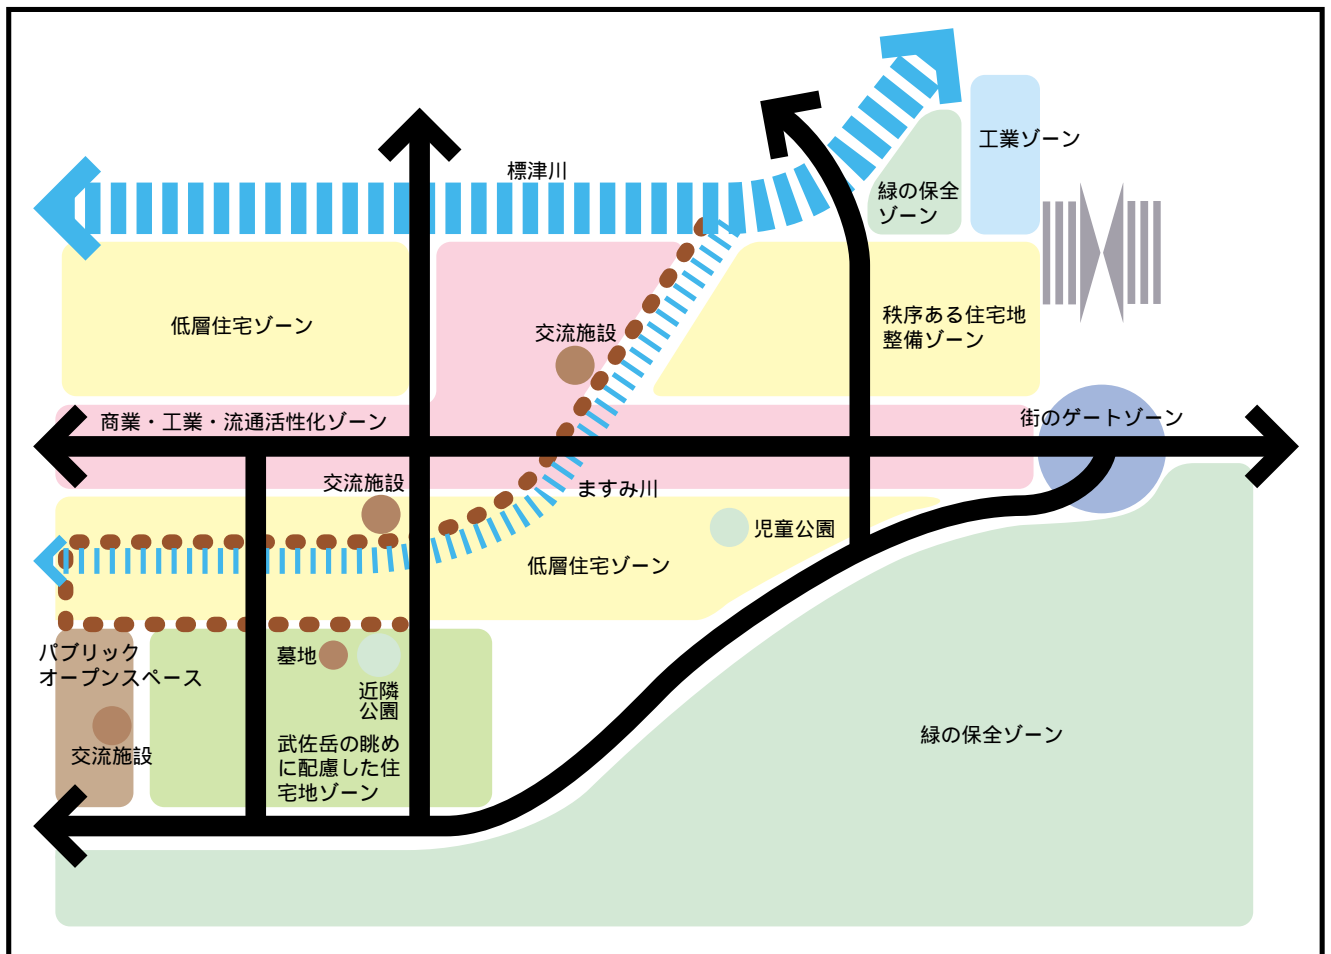 標津川
工業ゾーン
緑の保全
ゾーン
低層住宅ゾーン
交流施設
秩序ある住宅地
整備ゾーン
商業・工業・流通活性化ゾーン
街のゲートゾーン
交流施設
ますみ川
児童公園
低層住宅ゾーン
パブリック
オープンスペース
墓地
近隣
公園
交流施設
武佐岳の眺め
に配慮した住
宅地ゾーン
緑の保全ゾーン